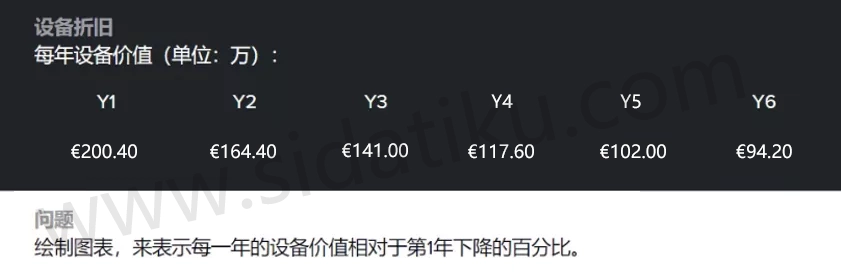 设备折旧
每年设备价值（单位：万）：
Y1 Y2 Y3 Y4 Y5 Y6
€200.40 €164.40 €141.00 €117.60 €102.00 €94.20
www.sidatiku.com
问题
绘制图表，来表示每一年的设备价值相对于第1年下降的百分比。